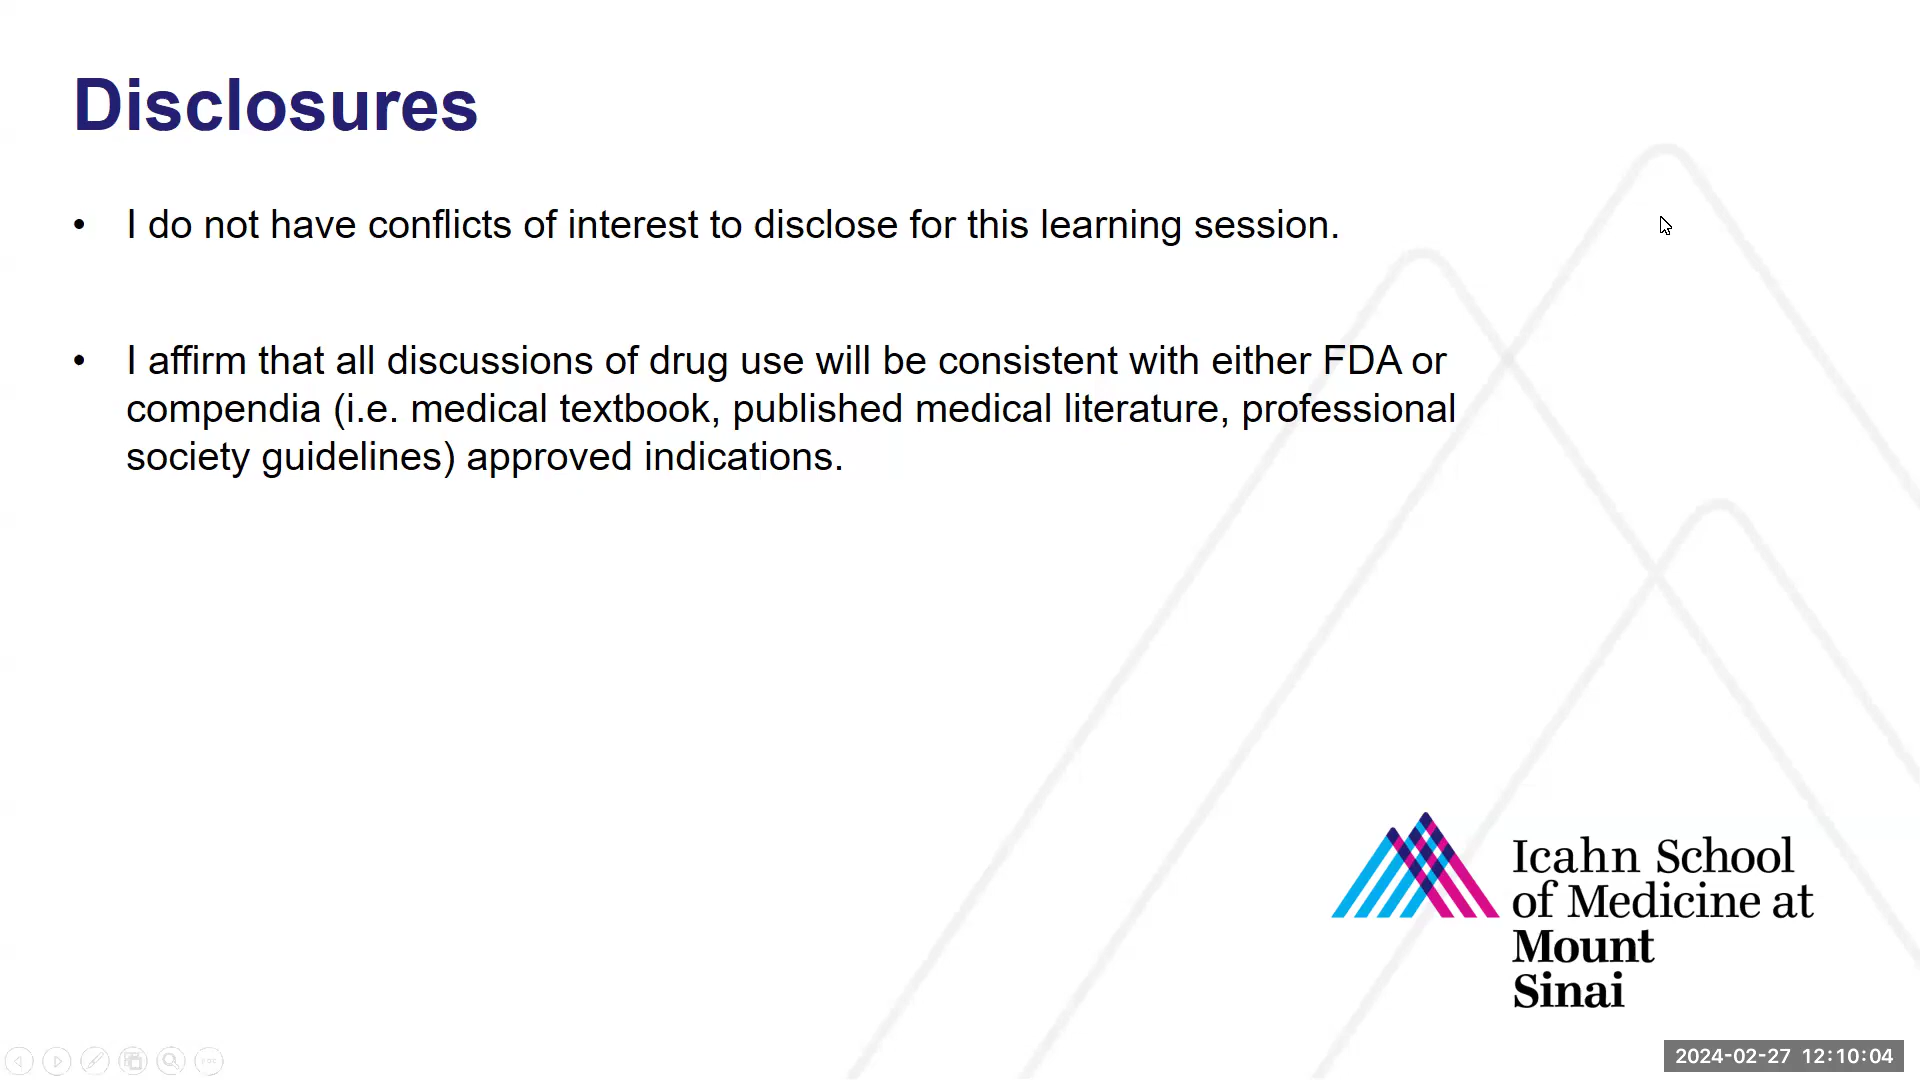 Disclosures
• I do not have conflicts of interest to disclose for this learning session.
• I affirm that all discussions of drug use will be consistent with either FDA or
compendia (i.e. medical textbook, published medical literature, professional
society guidelines) approved indications.
Icahn School
of Medicine at
Mount
Sinai
2024-02-27 12:10:04